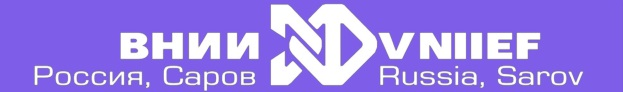 ВНИИ VNIIEF
Россия, Саров Russia, Sarov